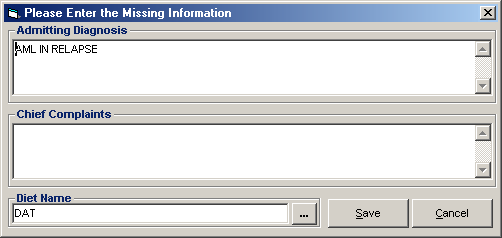 Please Enter the Missing Information
Admitting Diagnosis
AML IN RELAPSE
Chief Complaints
Diet Name
DAT
...
Save
Cancel